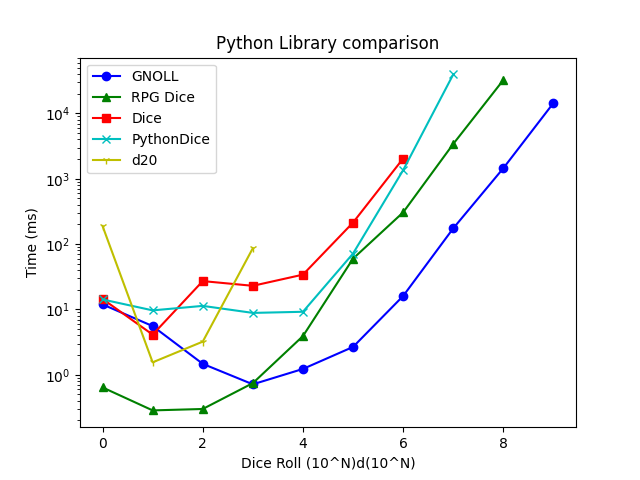 Python Library comparison
GNOLL
RPG Dice
Dice
PythonDice
d20
10^4
10^3
10^2
10^1
10^0
Time (ms)
0 2 4 6 8
Dice Roll (10^N)d(10^N)